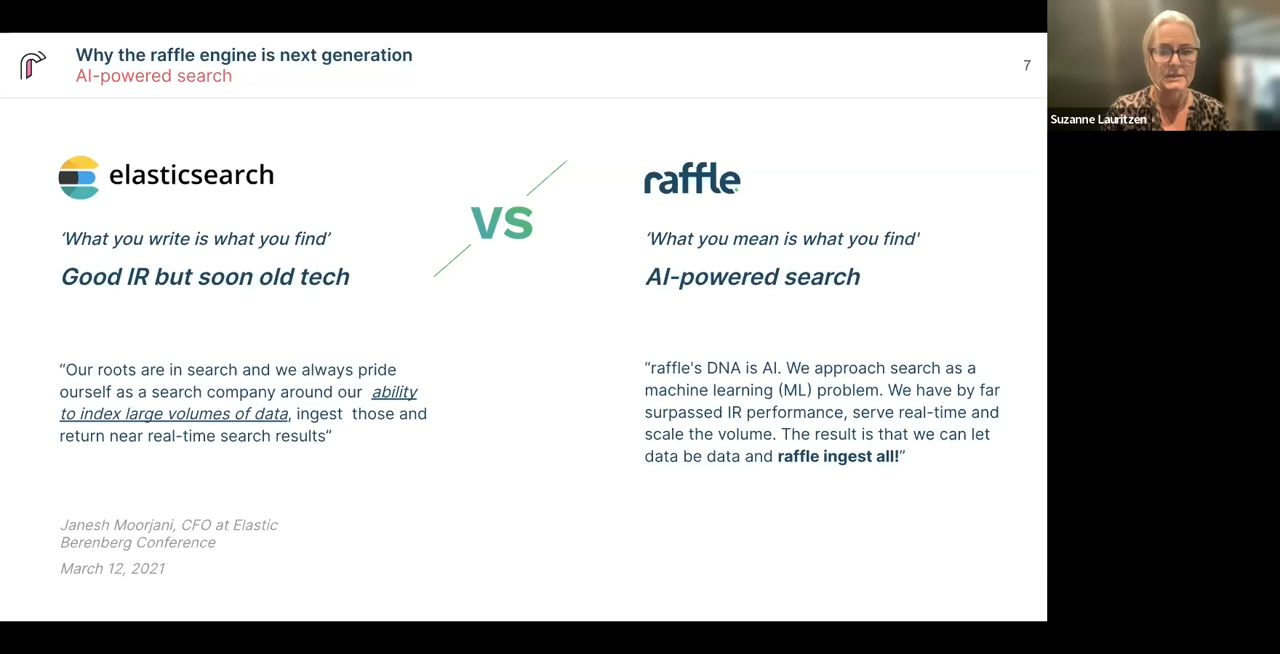 Why the raffle engine is next generation
AI-powered search
7
Suzanne Lauritzen
elasticsearch
‘What you write is what you find’
Good IR but soon old tech
“Our roots are in search and we always pride
ourself as a search company around our ability
to index large volumes of data, ingest those and
return near real-time search results”
Janesh Moorjani, CFO at Elastic
Berenberg Conference
March 12, 2021
VS
raffle
‘What you mean is what you find'
AI-powered search
“raffle's DNA is AI. We approach search as a
machine learning (ML) problem. We have by far
surpassed IR performance, serve real-time and
scale the volume. The result is that we can let
data be data and raffle ingest all!”